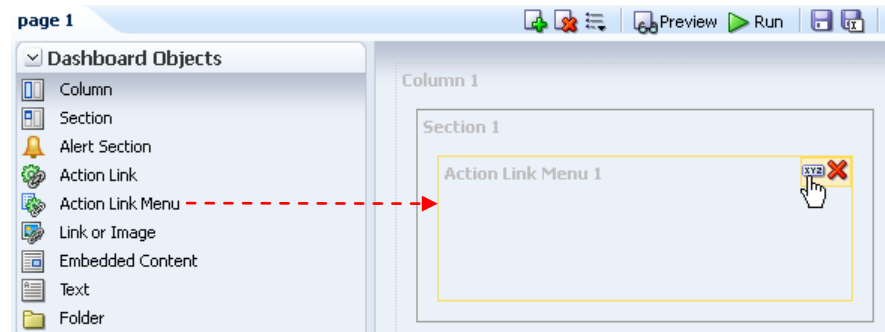 page 1
Preview Run
Dashboard Objects
Column
Section
Alert Section
Action Link
Action Link Menu
Link or Image
Embedded Content
Text
Folder
Column 1
Section 1
Action Link Menu 1
XYZ